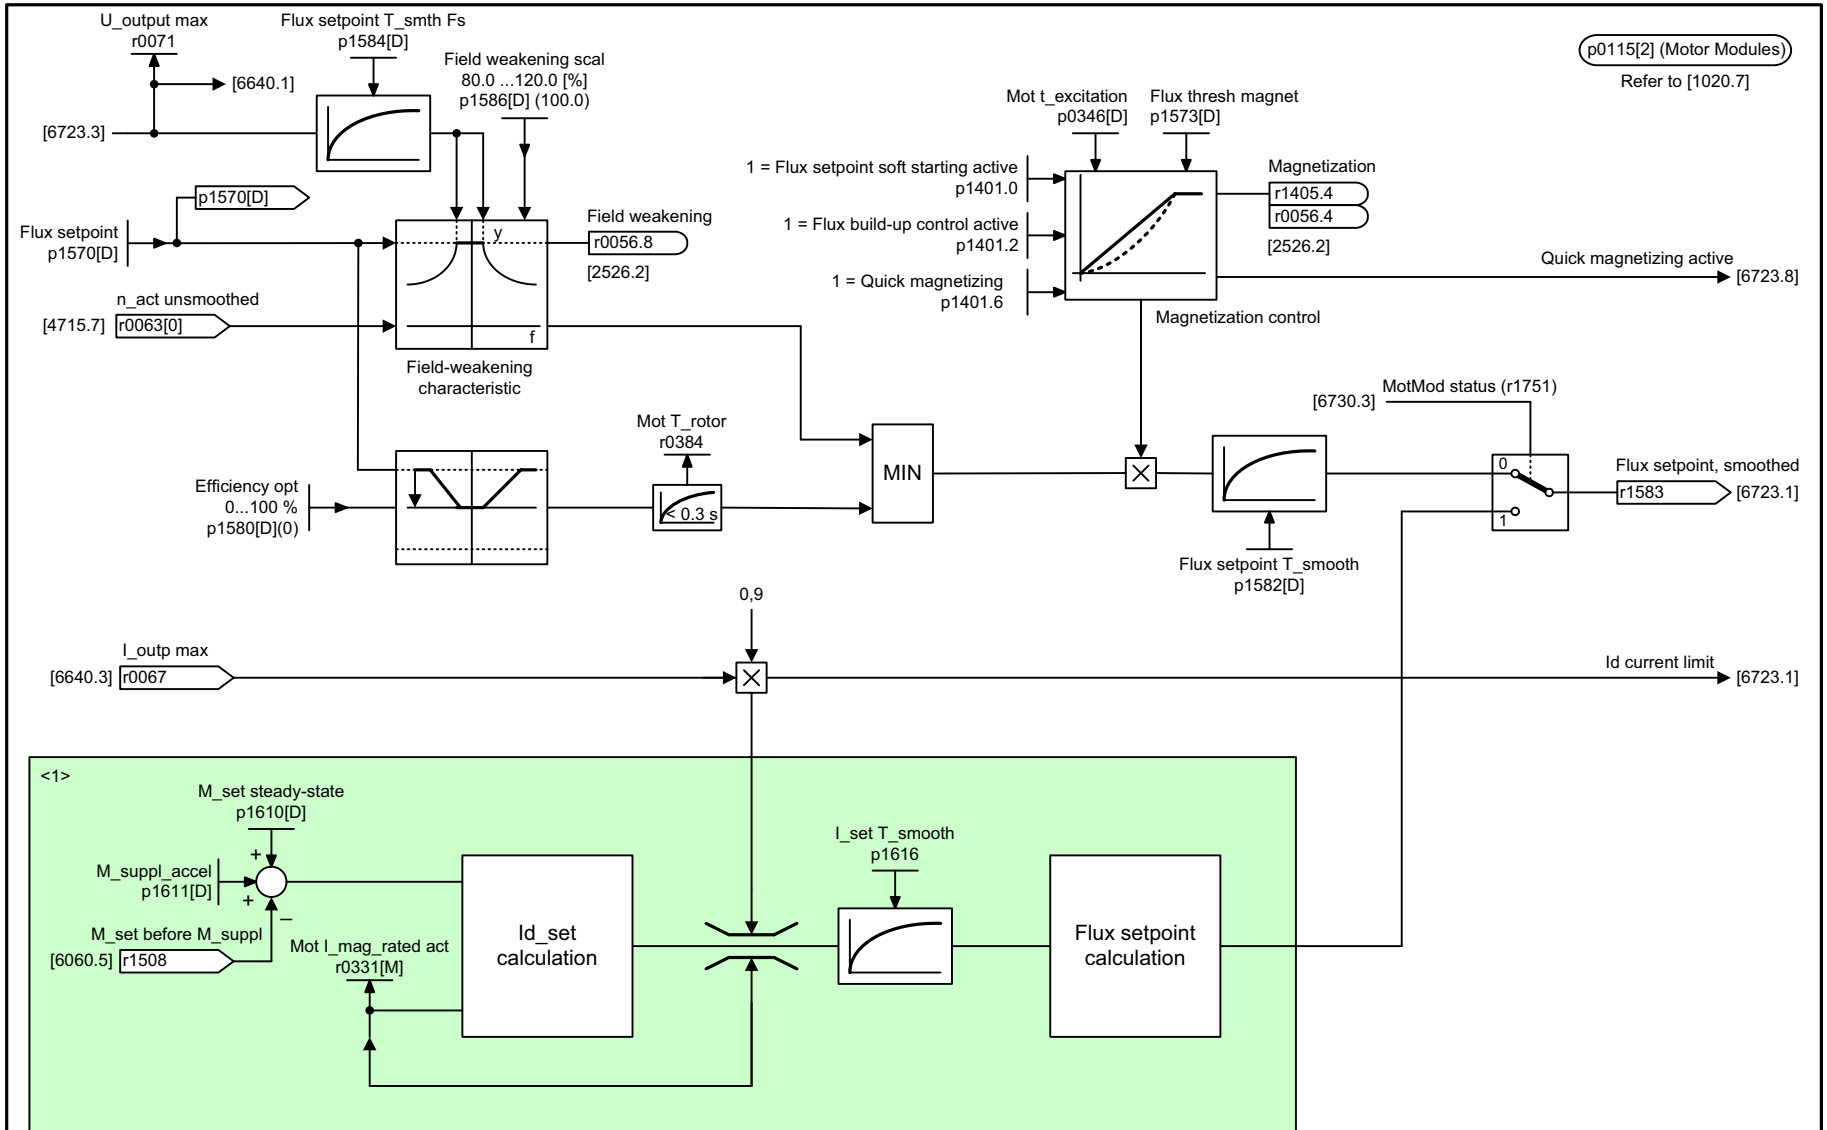 U_output max
r0071
Flux setpoint T_smth Fs
p1584[D]
Field weakening scal
80.0 ...120.0 [%]
p1586[D] (100.0)
p0115[2] (Motor Modules)
Refer to [1020.7]
[6640.1]
[6723.3]
Mot t_excitation
p0346[D]
Flux thresh magnet
p1573[D]
1 = Flux setpoint soft starting active
p1401.0
Magnetization
r1405.4
r0056.4
[2526.2]
1 = Flux build-up control active
p1401.2
1 = Quick magnetizing
p1401.6
Quick magnetizing active
[6723.8]
Magnetization control
p1570[D]
Flux setpoint
p1570[D]
y
f
Field weakening
r0056.8
[2526.2]
n_act unsmoothed
[4715.7]
r0063[0]
Field-weakening
characteristic
MotMod status (r1751)
[6730.3]
Mot T_rotor
r0384
< 0.3 s
Efficiency opt
0...100 %
p1580[D](0)
MIN
0
1
Flux setpoint, smoothed
r1583
[6723.1]
Flux setpoint T_smooth
p1582[D]
0,9
I_outp max
[6640.3]
r0067
Id current limit
[6723.1]
<1>
M_set steady-state
p1610[D]
+
M_suppl_accel
p1611[D]
+
–
M_set before M_suppl
[6060.5]
r1508
Mot I_mag_rated act
r0331[M]
Id_set
calculation
I_set T_smooth
p1616
Flux setpoint
calculation